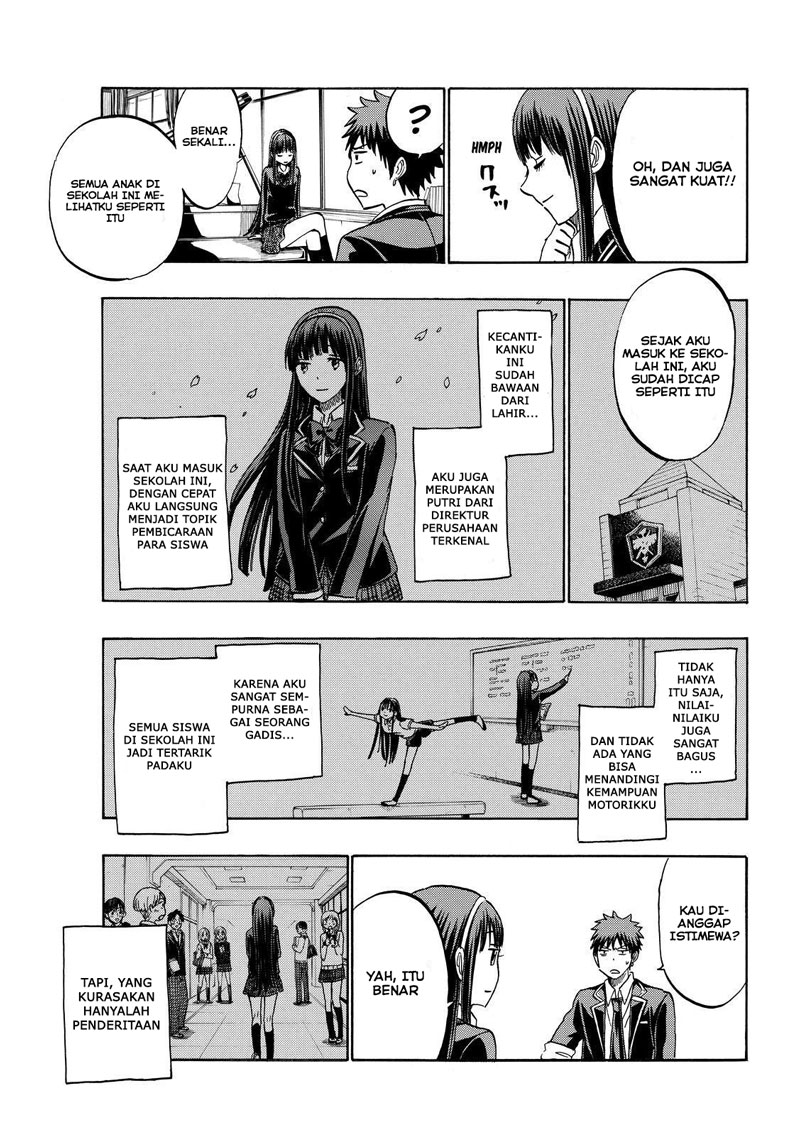 OH, DAN JUGA
SANGAT KUAT!!
HMPH
クスッ
?
BENAR
SEKALI...
SEMUA ANAK DI
SEKOLAH INI ME-
LIHATKU SEPERTI
ITU
SEJAK AKU
MASUK KE SEKO-
LAH INI, AKU
SUDAH DICAP
SEPERTI ITU
KECANTI-
KANKU
INI
SUDAH
BAWAAN
DARI
LAHIR...
AKU JUGA
MERUPAKAN
PUTRI DARI
DIREKTUR
PERUSAHAAN
TERKENAL
SAAT AKU MASUK
SEKOLAH INI,
DENGAN CEPAT
AKU LANGSUNG
MENJADI TOPIK
PEMBICARAAN
PARA SISWA
TIDAK
HANYA
ITU SAJA,
NILAI-
NILAIKU
JUGA
SANGAT
BAGUS
...
DAN TIDAK
ADA YANG
BISA
MENANDINGI
KEMAMPUAN
MOTORIKKU
KARENA AKU
SANGAT SEM-
PURNA SEBA-
GAI SEORANG
GADIS...
SEMUA SISWA
DI SEKOLAH INI
JADI TERTARIK
PADAKU
KAU DI-
ANGGAP
ISTIMEWA?
YAH, ITU
BENAR
TAPI, YANG
KURASAKAN
HANYALAH
PENDERITAAN